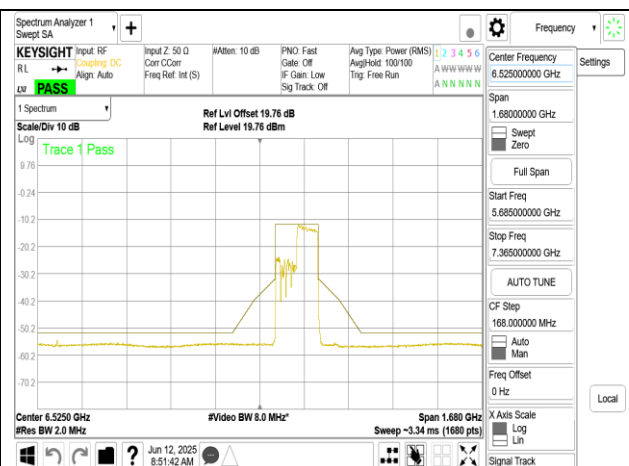 Spectrum Analyzer 1
Swept SA
Frequency
KEYSIGHT
RL
LXI
PASS
Input: RF
Coupling: DC
Align: Auto
Input Z: 50 Ω
Corr CCorr
Freq Ref: Int (S)
#Atten: 10 dB
PNO: Fast
Gate: Off
IF Gain: Low
Sig Track: Off
Avg Type: Power (RMS)
Avg|Hold: 100/100
Trig: Free Run
1 2 3 4 5 6
A W W W W W
A N N N N N
1 Spectrum
Scale/Div 10 dB
Ref Lvl Offset 19.76 dB
Ref Level 19.76 dBm
Log
Trace 1 Pass
9.76
-0.24
-10.2
-20.2
-30.2
-40.2
-50.2
-60.2
-70.2
Center 6.5250 GHz
#Res BW 2.0 MHz
#Video BW 8.0 MHz*
Span 1.680 GHz
Sweep ~3.34 ms (1680 pts)
?
Jun 12, 2025
8:51:42 AM
Center Frequency
6.525000000 GHz
Span
1.68000000 GHz
Swept
Zero
Full Span
Start Freq
5.685000000 GHz
Stop Freq
7.365000000 GHz
AUTO TUNE
CF Step
168.000000 MHz
Auto
Man
Freq Offset
0 Hz
X Axis Scale
Log
Lin
Signal Track
Settings
Local